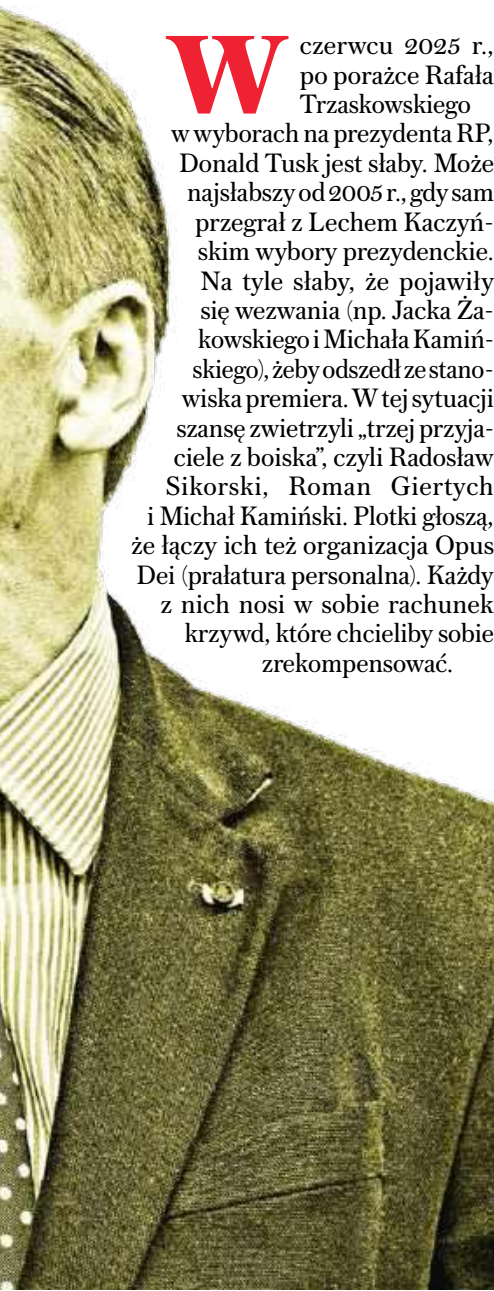 W czerwcu 2025 r.,
po porażce Rafała
Trzaskowskiego
w wyborach na prezydenta RP,
Donald Tusk jest słaby. Może
najsłabszy od 2005 r., gdy sam
przegrał z Lechem Kaczyń-
skim wybory prezydenckie.
Na tyle słaby, że pojawiły
się wezwania (np. Jacka Ża-
kowskiego i Michała Kamiń-
skiego), żeby odszedł ze stano-
wiska premiera. W tej sytuacji
szansę zwietrzyli „trzej przyja-
ciele z boiska”, czyli Radosław
Sikorski, Roman Giertych
i Michał Kamiński. Plotki głoszą,
że łączy ich też organizacja Opus
Dei (prałatura personalna). Każdy
z nich nosi w sobie rachunek
krzywd, które chcieliby sobie
zrekompensować.